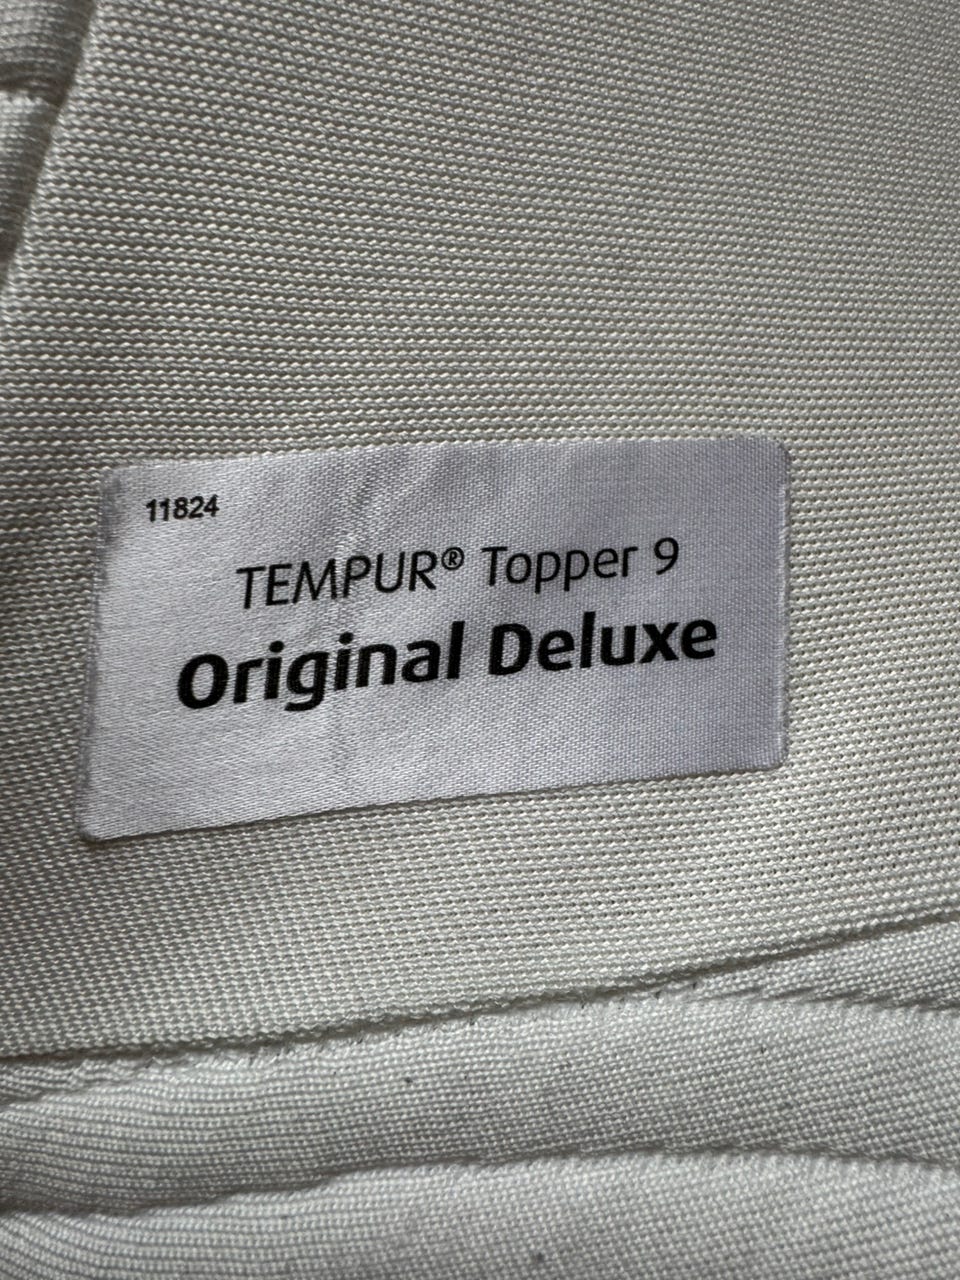 11824
TEMPUR® Topper 9
Original Deluxe